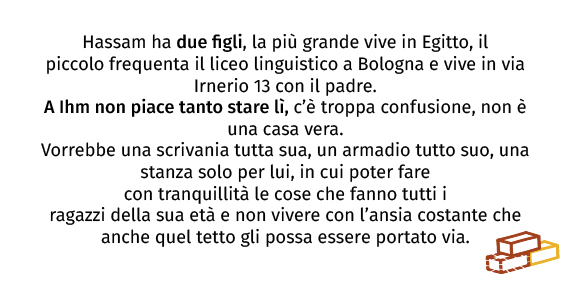 Hassam ha due figli, la più grande vive in Egitto, il
piccolo frequenta il liceo linguistico a Bologna e vive in via
Irnerio 13 con il padre.
A Ihm non piace tanto stare lì, c’è troppa confusione, non è
una casa vera.
Vorrebbe una scrivania tutta sua, un armadio tutto suo, una
stanza solo per lui, in cui poter fare
con tranquillità le cose che fanno tutti i
ragazzi della sua età e non vivere con l’ansia costante che
anche quel tetto gli possa essere portato via.